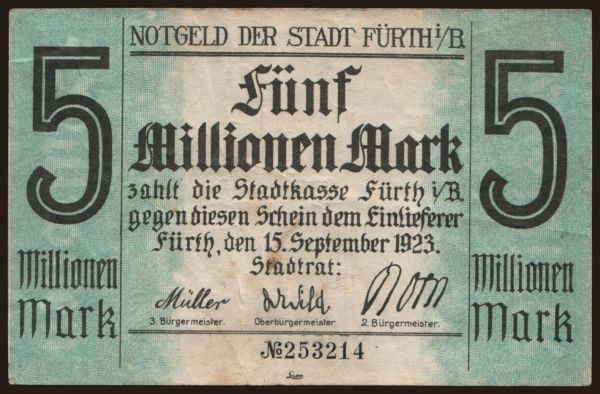 NOTGELD DER STADT FÜRTH i/B.
5
Millionen
Mark
Fünf
Millionen Mark
zahlt die Stadtkasse Fürth i/B.
gegen diesen Schein dem Einlieferer
Fürth, den 15. September 1923.
Stadtrat:
Müller
3. Bürgermeister. Oberbürgermeister. 2. Bürgermeister.
№253214
5
Millionen
Mark